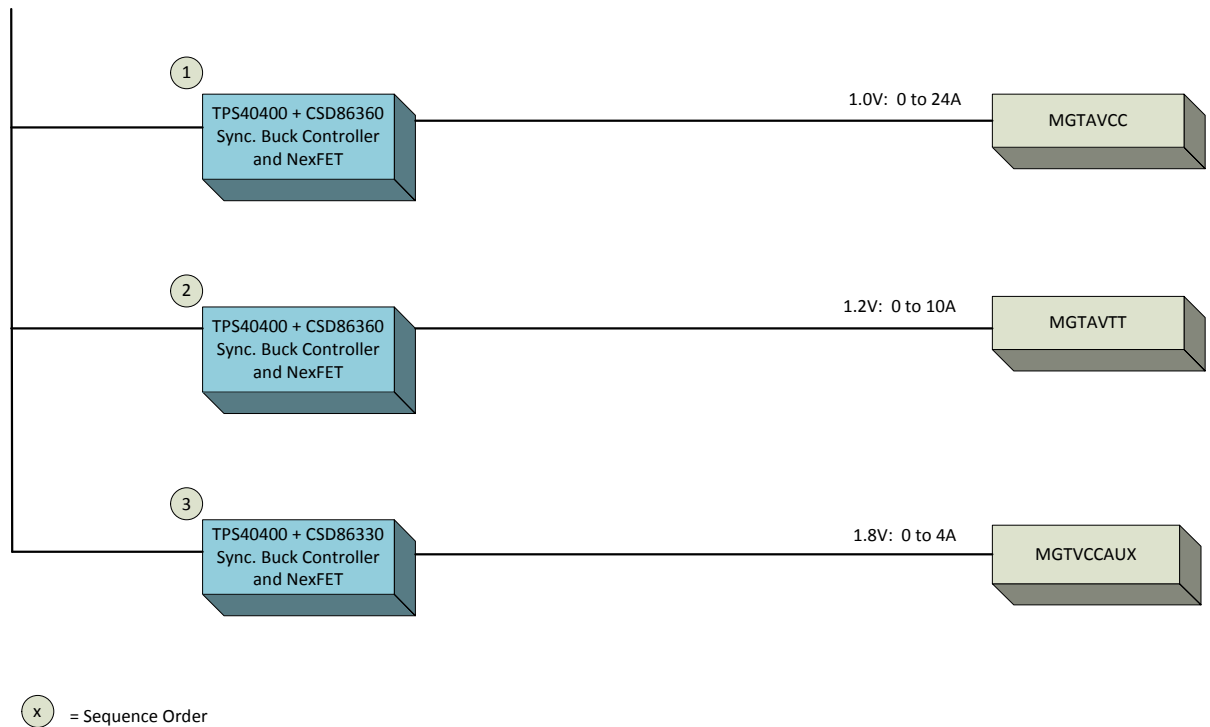 1
TPS40400 + CSD86360
Sync. Buck Controller
and NexFET
1.0V: 0 to 24A
MGTAVCC
2
TPS40400 + CSD86360
Sync. Buck Controller
and NexFET
1.2V: 0 to 10A
MGTAVTT
3
TPS40400 + CSD86330
Sync. Buck Controller
and NexFET
1.8V: 0 to 4A
MGTVCCAUX
x = Sequence Order